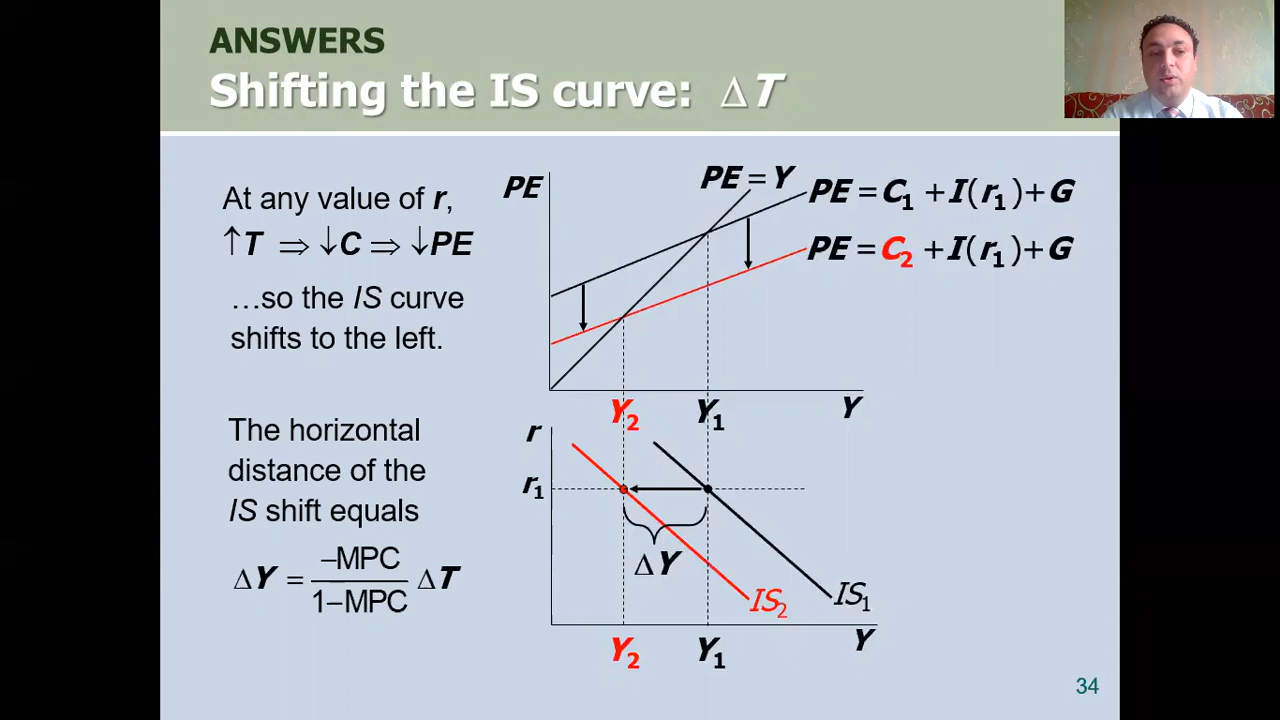 ANSWERS
Shifting the IS curve: ΔT
At any value of r,
↑T ⇒ ↓C ⇒ ↓PE
…so the IS curve
shifts to the left.
The horizontal
distance of the
IS shift equals
ΔY = −MPC / 1−MPC ΔT
PE
PE = Y
PE = C₁ + I(r₁) + G
PE = C₂ + I(r₁) + G
Y₂
Y₁
Y
r
r₁
ΔY
IS₂
IS₁
Y
Y₂
Y₁
34